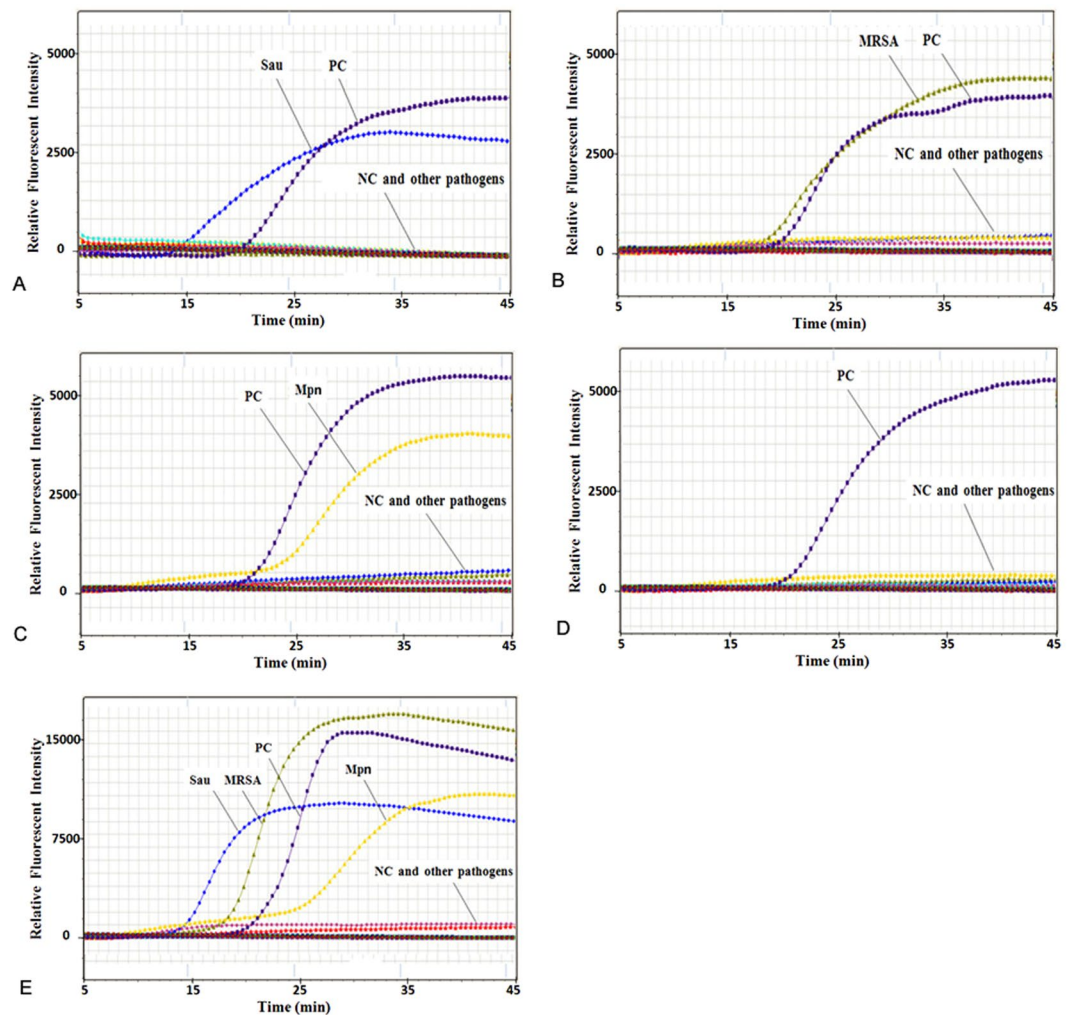 Relative Fluorescent Intensity
5000
2500
0
Sau
PC
NC and other pathogens
5 15 25 35 45
Time (min)
A
Relative Fluorescent Intensity
5000
2500
0
MRSA
PC
NC and other pathogens
5 15 25 35 45
Time (min)
B
Relative Fluorescent Intensity
5000
2500
0
PC
Mpn
NC and other pathogens
5 15 25 35 45
Time (min)
C
Relative Fluorescent Intensity
5000
2500
0
PC
NC and other pathogens
5 15 25 35 45
Time (min)
D
Relative Fluorescent Intensity
15000
7500
0
Sau
MRSA
PC
Mpn
NC and other pathogens
5 15 25 35 45
Time (min)
E